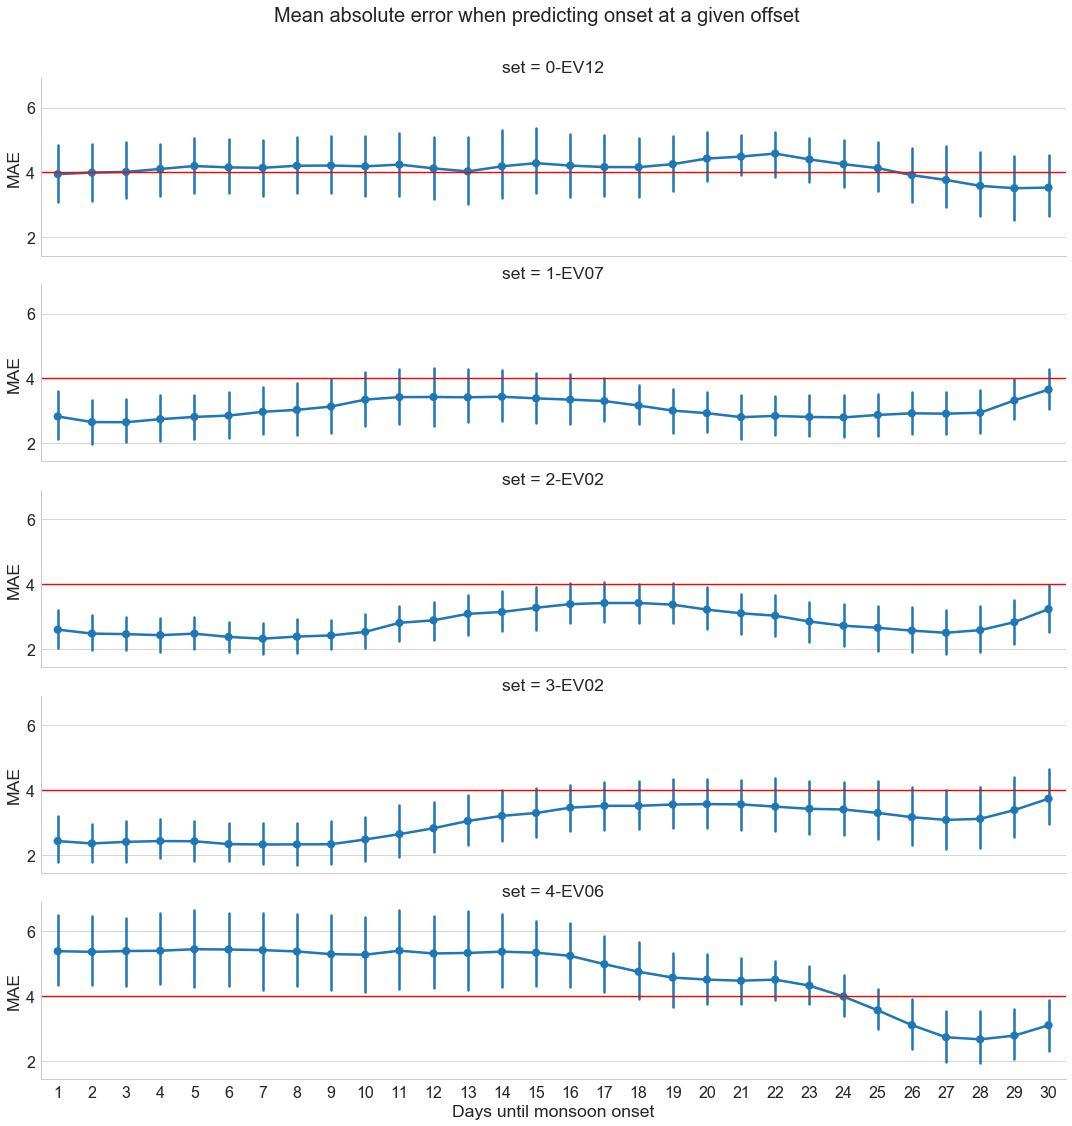 Mean absolute error when predicting onset at a given offset
set = 0-EV12
6
4
2
MAE
set = 1-EV07
6
4
2
MAE
set = 2-EV02
6
4
2
MAE
set = 3-EV02
6
4
2
MAE
set = 4-EV06
6
4
2
MAE
1 2 3 4 5 6 7 8 9 10 11 12 13 14 15 16 17 18 19 20 21 22 23 24 25 26 27 28 29 30
Days until monsoon onset